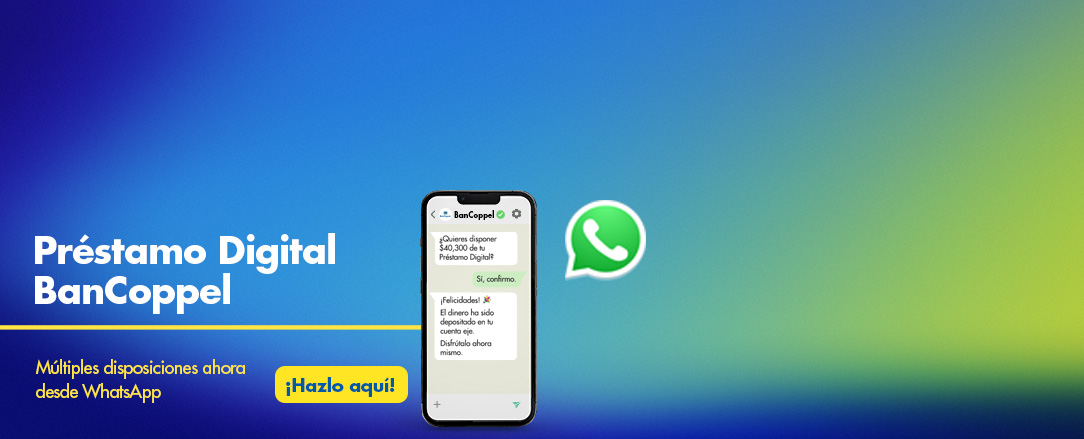 Préstamo Digital
BanCoppel
Múltiples disposiciones ahora
desde WhatsApp
¡Hazlo aquí!
BanCoppel
¿Quieres disponer
$40,300 de tu
Préstamo Digital?
Sí, confirmo.
¡Felicidades! 🎉
El dinero ha sido
depositado en tu
cuenta eje.
Disfrútalo ahora
mismo.